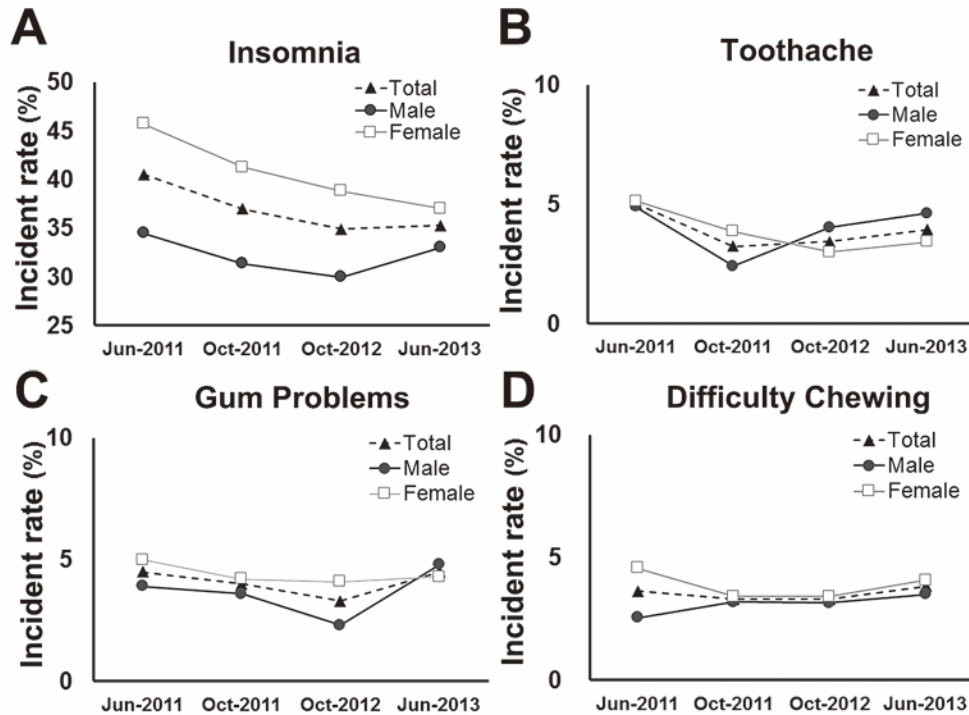 A
Insomnia
Incident rate (%)
50
45
40
35
30
25
Total
Male
Female
Jun-2011 Oct-2011 Oct-2012 Jun-2013
B
Toothache
Incident rate (%)
10
5
0
Total
Male
Female
Jun-2011 Oct-2011 Oct-2012 Jun-2013
C
Gum Problems
Incident rate (%)
10
5
0
Total
Male
Female
Jun-2011 Oct-2011 Oct-2012 Jun-2013
D
Difficulty Chewing
Incident rate (%)
10
5
0
Total
Male
Female
Jun-2011 Oct-2011 Oct-2012 Jun-2013